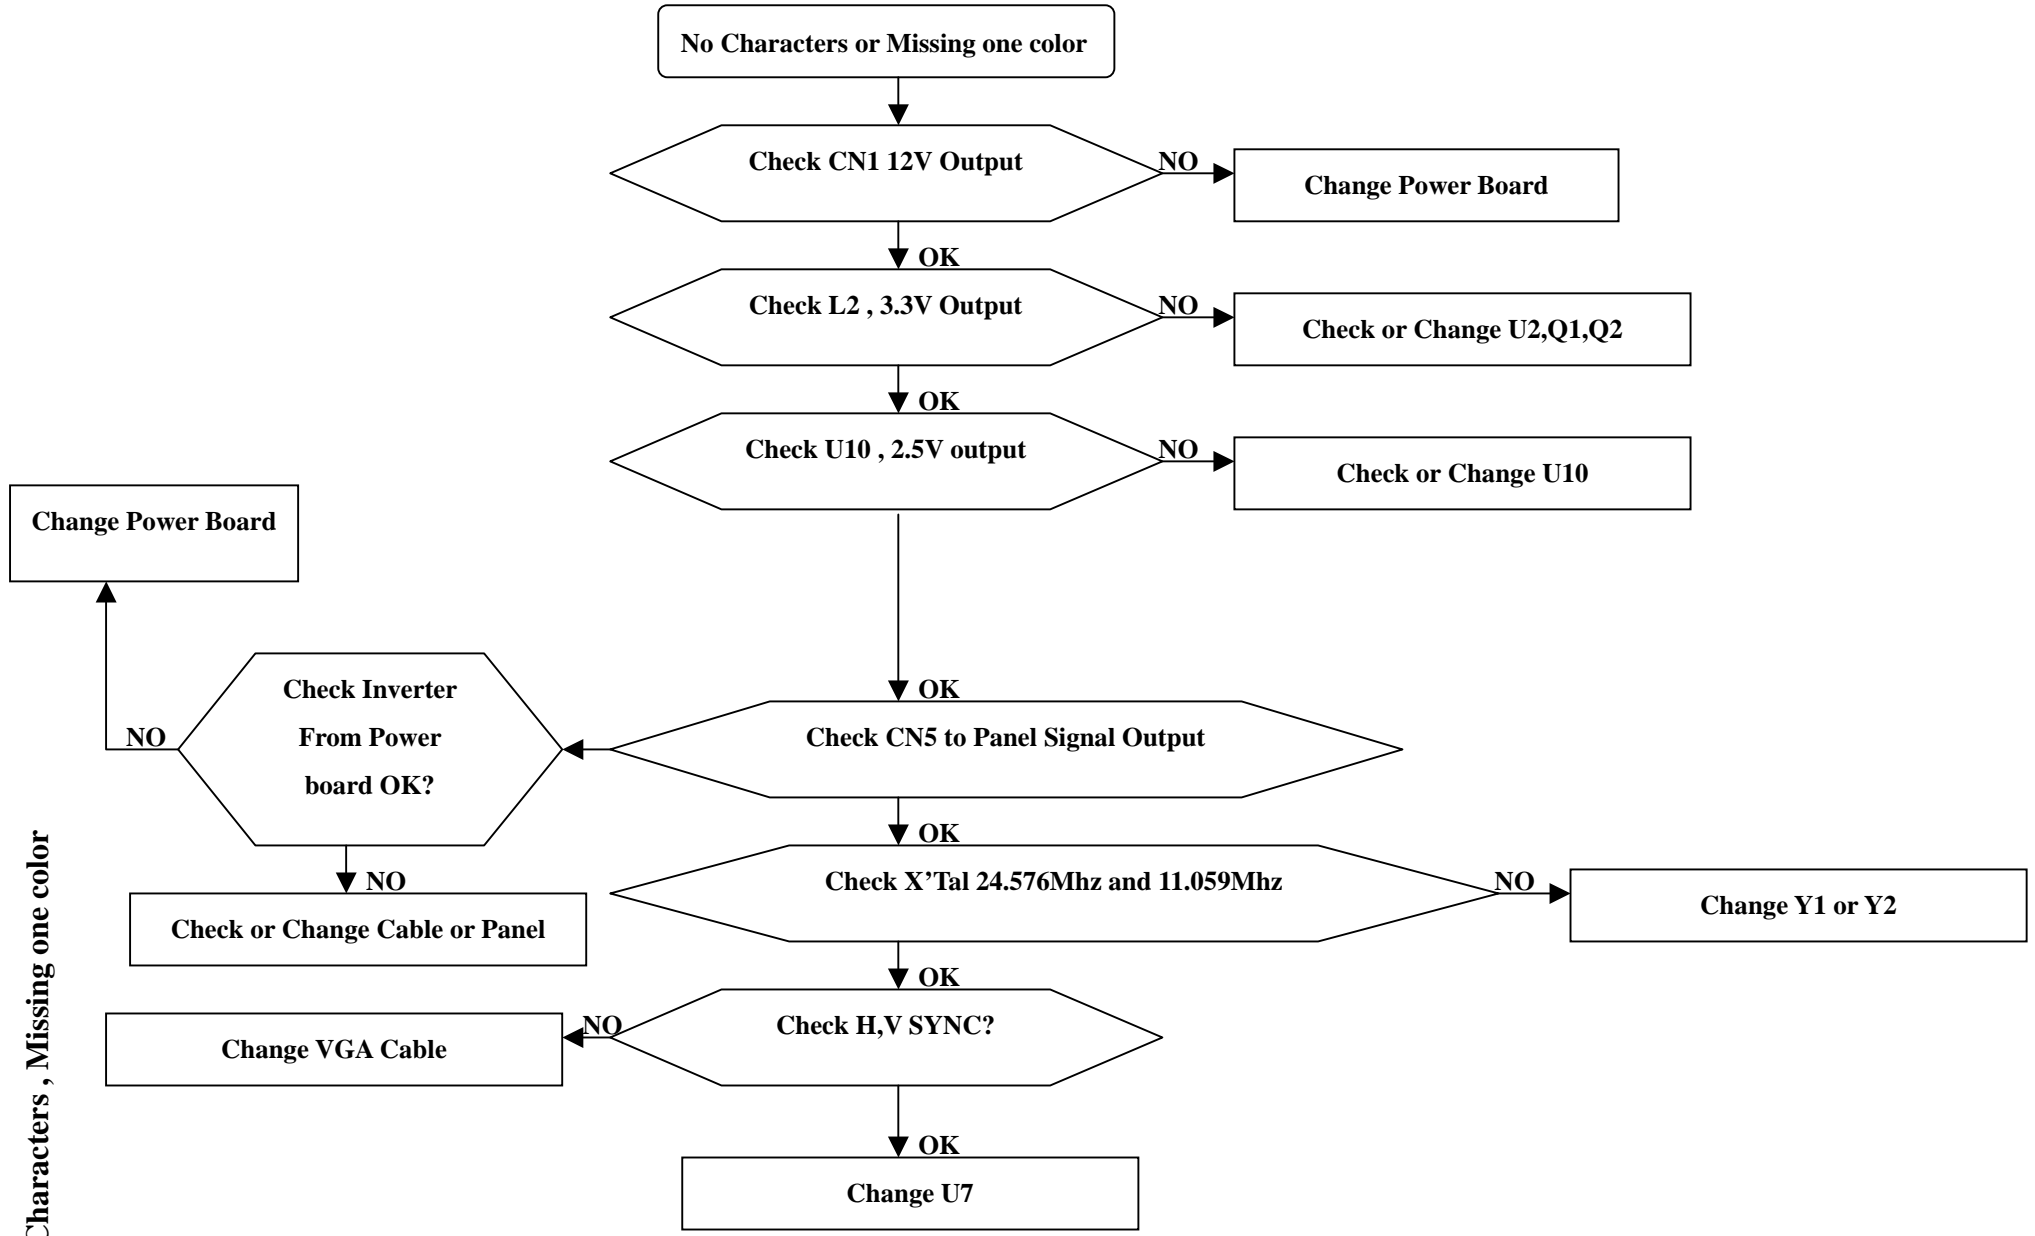 No Characters or Missing one color
Check CN1 12V Output
NO
Change Power Board
OK
Check L2 , 3.3V Output
NO
Check or Change U2,Q1,Q2
OK
Check U10 , 2.5V output
NO
Check or Change U10
Change Power Board
OK
Check CN5 to Panel Signal Output
Check Inverter
From Power
board OK?
NO
NO
Check or Change Cable or Panel
OK
Check X’Tal 24.576Mhz and 11.059Mhz
NO
Change Y1 or Y2
OK
Check H,V SYNC?
NO
Change VGA Cable
OK
Change U7
Characters , Missing one color